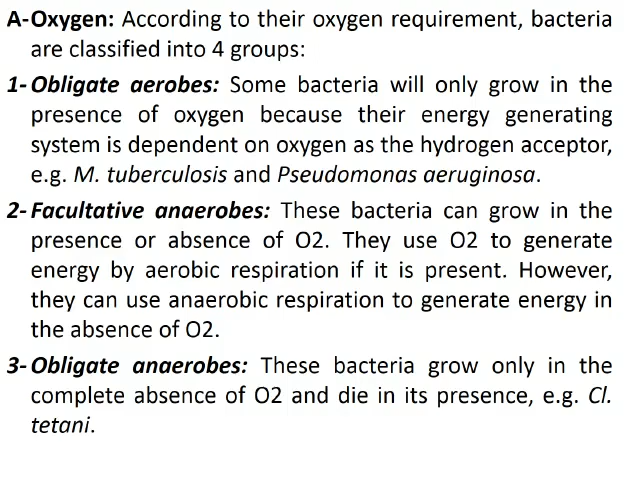 A-Oxygen: According to their oxygen requirement, bacteria
are classified into 4 groups:
1-Obligate aerobes: Some bacteria will only grow in the
presence of oxygen because their energy generating
system is dependent on oxygen as the hydrogen acceptor,
e.g. M. tuberculosis and Pseudomonas aeruginosa.
2-Facultative anaerobes: These bacteria can grow in the
presence or absence of O2. They use O2 to generate
energy by aerobic respiration if it is present. However,
they can use anaerobic respiration to generate energy in
the absence of O2.
3-Obligate anaerobes: These bacteria grow only in the
complete absence of O2 and die in its presence, e.g. Cl.
tetani.